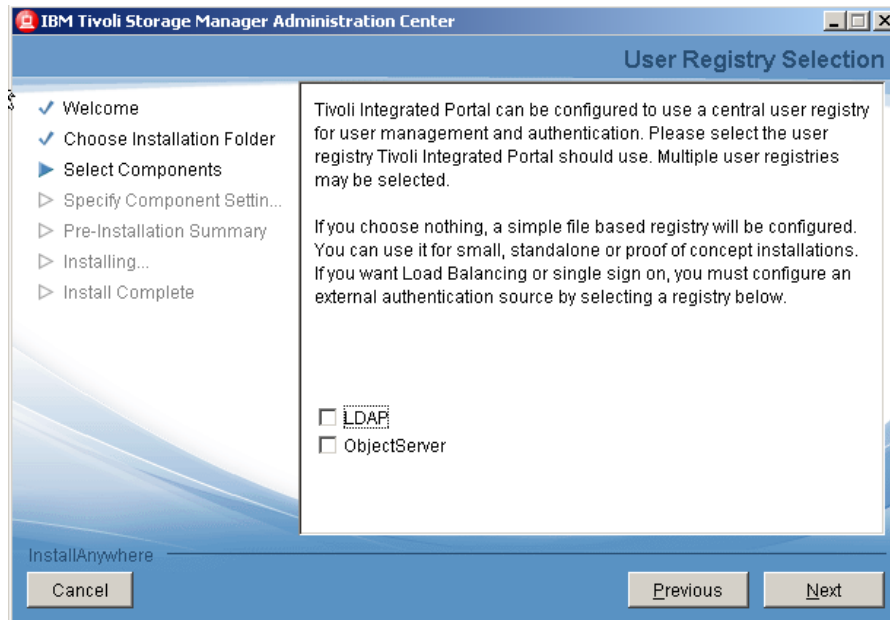 IBM Tivoli Storage Manager Administration Center
User Registry Selection
Welcome
Choose Installation Folder
Select Components
Specify Component Settin...
Pre-Installation Summary
Installing...
Install Complete
Tivoli Integrated Portal can be configured to use a central user registry
for user management and authentication. Please select the user
registry Tivoli Integrated Portal should use. Multiple user registries
may be selected.
If you choose nothing, a simple file based registry will be configured.
You can use it for small, standalone or proof of concept installations.
If you want Load Balancing or single sign on, you must configure an
external authentication source by selecting a registry below.
LDAP
ObjectServer
InstallAnywhere
Cancel
Previous
Next